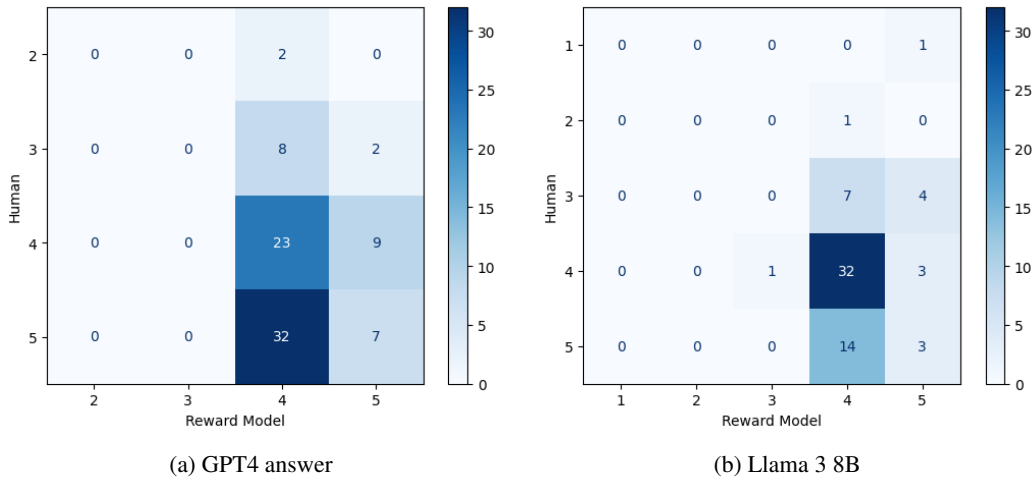 2 0 0 2 0
3 0 0 8 2
4 0 0 23 9
5 0 0 32 7
2 3 4 5
Reward Model
Human
30
25
20
15
10
5
0
(a) GPT4 answer
1 0 0 0 0 1
2 0 0 0 1 0
3 0 0 0 7 4
4 0 0 1 32 3
5 0 0 0 14 3
1 2 3 4 5
Reward Model
Human
30
25
20
15
10
5
0
(b) Llama 3 8B